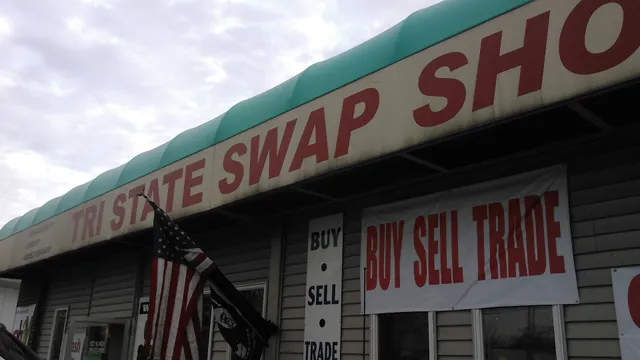 TRI STATE SWAP SHO
BUY
SELL
TRADE
BUY SELL TRADE